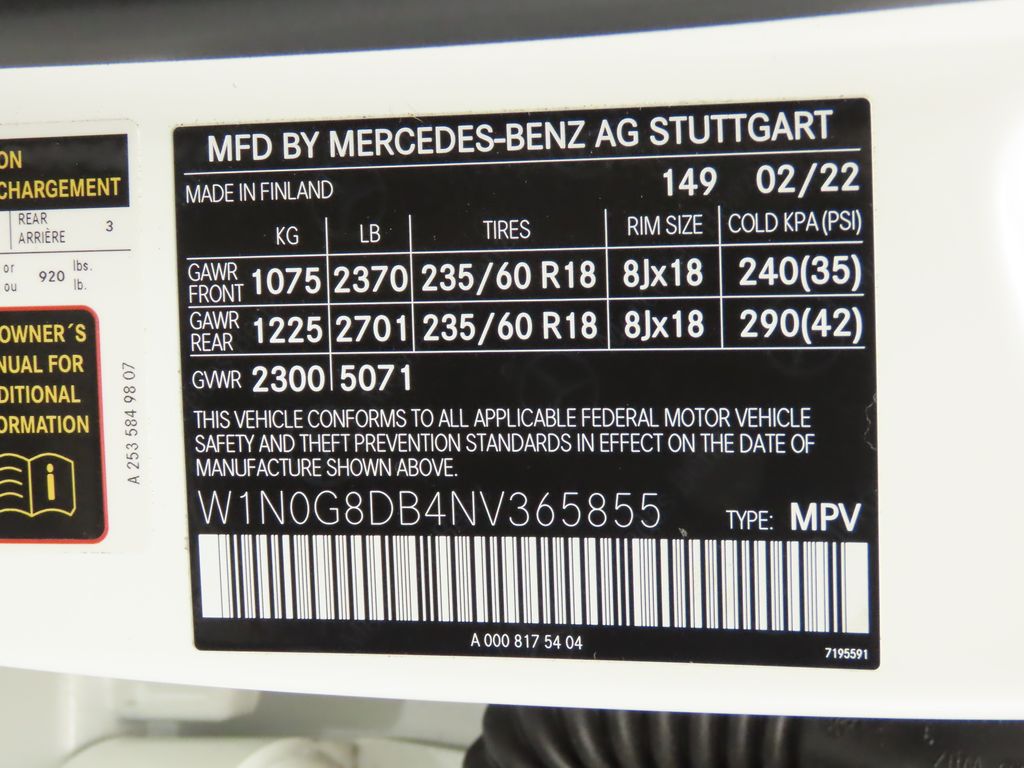 ON
CHARGEMENT
REAR
ARRIÈRE 3
or
ou 920 lbs.
lb.
OWNER´S
NUAL FOR
DITIONAL
ORMATION
i
A 253 584 98 07
MFD BY MERCEDES-BENZ AG STUTTGART
MADE IN FINLAND 149 02/22
KG LB TIRES RIM SIZE COLD KPA (PSI)
GAWR FRONT 1075 2370 235/60 R18 8Jx18 240(35)
GAWR REAR 1225 2701 235/60 R18 8Jx18 290(42)
GVWR 2300 5071
THIS VEHICLE CONFORMS TO ALL APPLICABLE FEDERAL MOTOR VEHICLE
SAFETY AND THEFT PREVENTION STANDARDS IN EFFECT ON THE DATE OF
MANUFACTURE SHOWN ABOVE.
W1N0G8DB4NV365855 TYPE: MPV
A 000 817 54 04
7195591